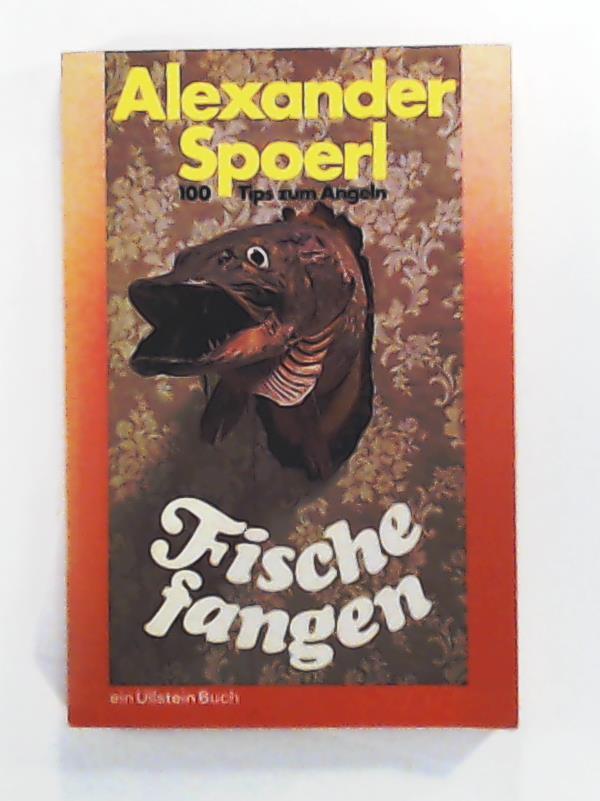 Alexander
Spoerl
100 Tips zum Angeln
Fische
fangen
ein Ullstein Buch